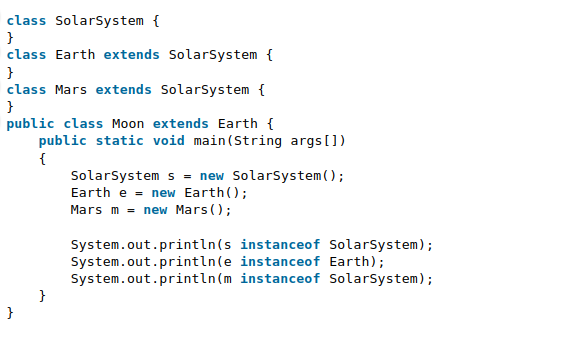 class SolarSystem {
}
class Earth extends SolarSystem {
}
class Mars extends SolarSystem {
}
public class Moon extends Earth {
    public static void main(String args[])
    {
        SolarSystem s = new SolarSystem();
        Earth e = new Earth();
        Mars m = new Mars();

        System.out.println(s instanceof SolarSystem);
        System.out.println(e instanceof Earth);
        System.out.println(m instanceof SolarSystem);
    }
}